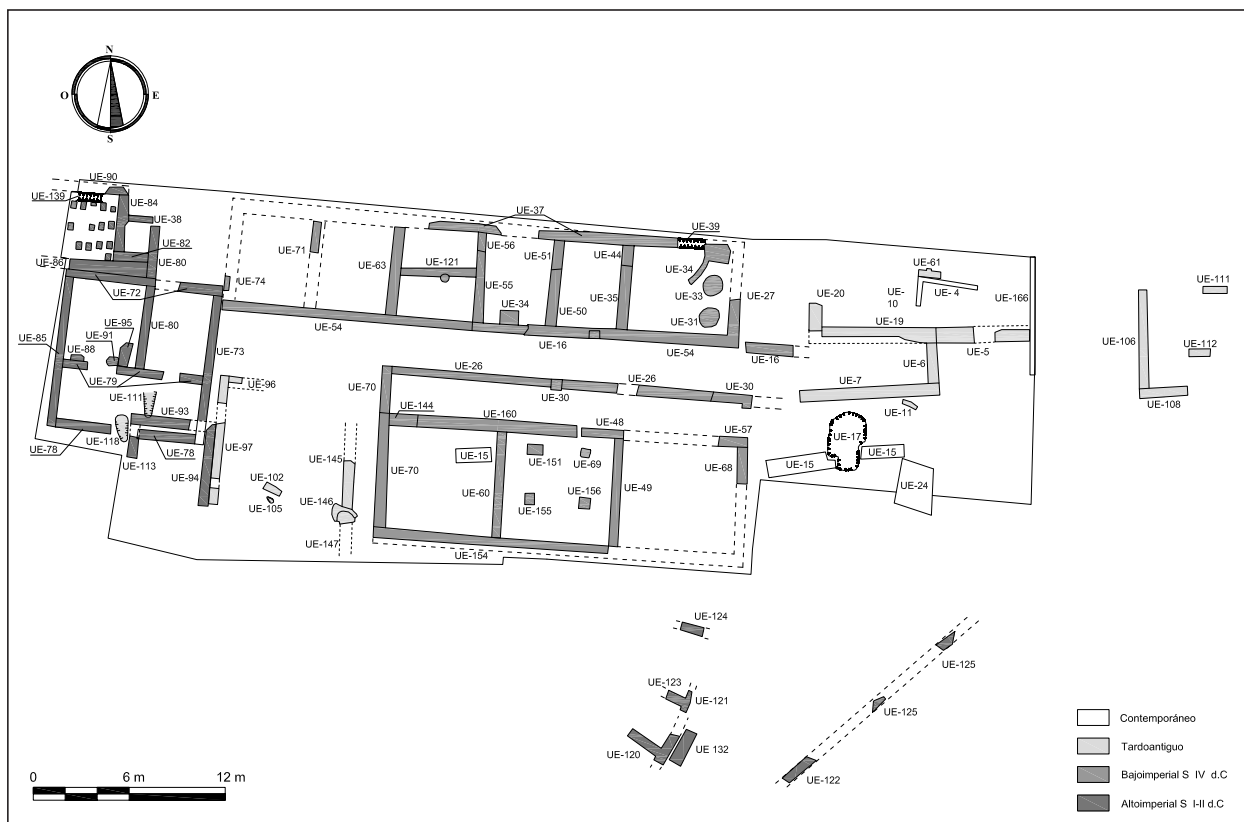 N
O
E
S
UE-90
UE-139
UE-84
UE-38
UE-82
UE-86
UE-80
UE-72
UE-74
UE-71
UE-63
UE-121
UE-37
UE-56
UE-55
UE-34
UE-51
UE-50
UE-44
UE-35
UE-39
UE-34
UE-33
UE-31
UE-27
UE-54
UE-16
UE-54
UE-16
UE-61
UE-20
UE-
10
UE- 4
UE-166
UE-19
UE-5
UE-6
UE-7
UE-11
UE-111
UE-106
UE-112
UE-108
UE-95
UE-80
UE-91
UE-85
UE-88
UE-73
UE-79
UE-96
UE-111
UE-93
UE-118
UE-78
UE-78
UE-113
UE-97
UE-94
UE-102
UE-105
UE-145
UE-146
UE-147
UE-26
UE-70
UE-30
UE-26
UE-30
UE-144
UE-160
UE-48
UE-57
UE-15
UE-151
UE-69
UE-68
UE-70
UE-60
UE-49
UE-155
UE-156
UE-154
UE-17
UE-15
UE-15
UE-24
UE-124
UE-123
UE-121
UE-120
UE 132
UE-125
UE-125
UE-122
0
6 m
12 m
Contemporáneo
Tardoantiguo
Bajoimperial S IV d.C
Altoimperial S I-II d.C